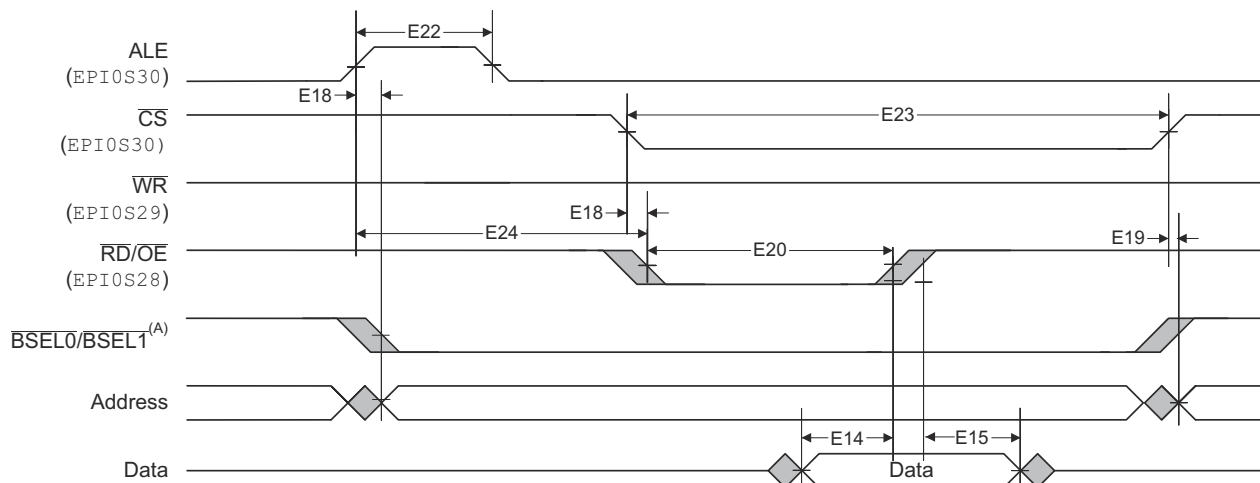 E22
ALE
(EPI0S30)
E18
CS
E23
(EPI0S30)
WR
(EPI0S29)
E18
E24
E20
E19
RD/OE
(EPI0S28)
BSEL0/BSEL1(A)
Address
E14
E15
Data
Data